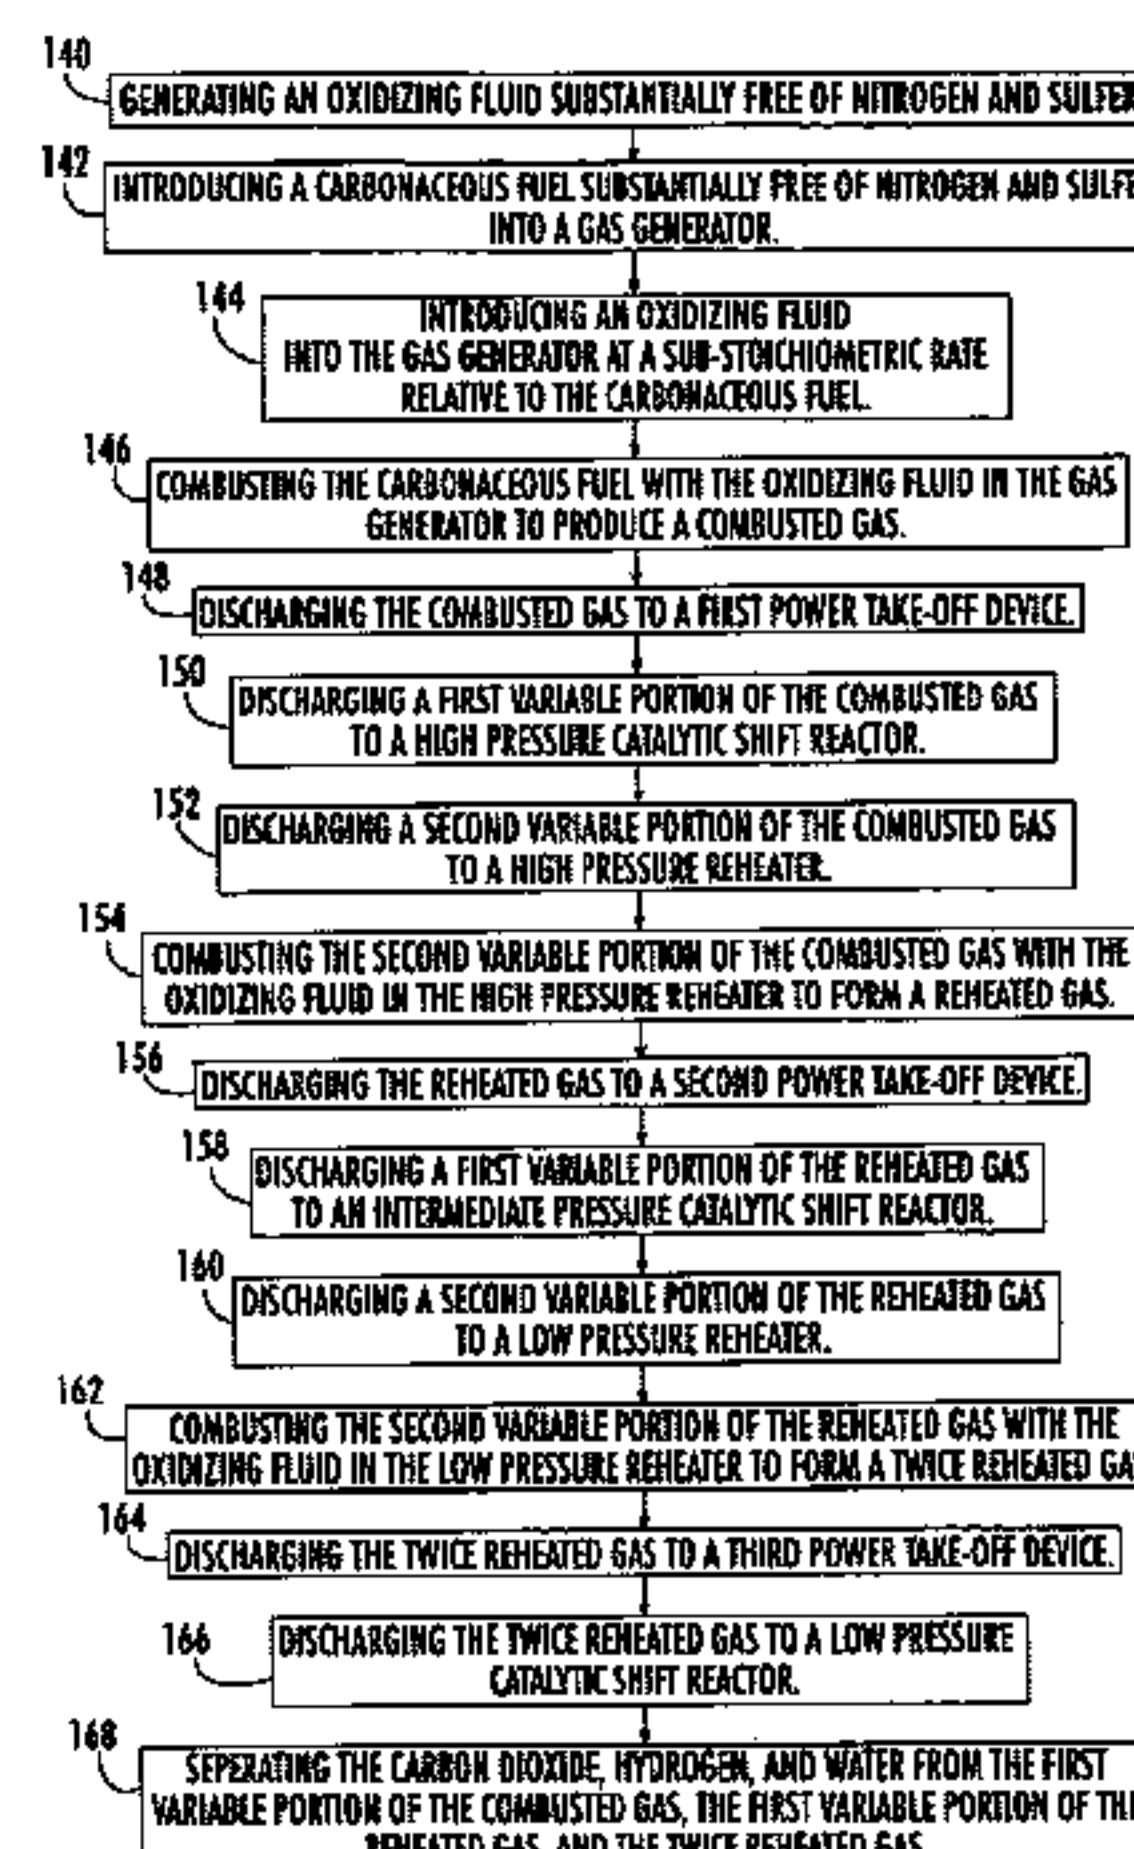 140
GENERATING AN OXIDIZING FLUID SUBSTANTIALLY FREE OF NITROGEN AND
142
INTRODUCING A CARBONACEOUS FUEL SUBSTANTIALLY FREE OF NITROGEN AND
INTO A GAS GENERATOR.
144
INTRODUCING AN OXIDIZING FLUID
INTO THE GAS GENERATOR AT A SUB-STOICHIOMETRIC RATE
RELATIVE TO THE CARBONACEOUS FUEL.
146
COMBUSTING THE CARBONACEOUS FUEL WITH THE OXIDIZING FLUID IN THE GAS
GENERATOR TO PRODUCE A COMBUSTED GAS.
148
DISCHARGING THE COMBUSTED GAS TO A FIRST POWER TAKE-OFF DEVICE.
150
DISCHARGING A FIRST VARIABLE PORTION OF THE COMBUSTED GAS
TO A HIGH PRESSURE CATALYTIC SHIFT REACTOR.
152
DISCHARGING A SECOND VARIABLE PORTION OF THE COMBUSTED GAS
TO A HIGH PRESSURE REHEATER.
154
COMBUSTING THE SECOND VARIABLE PORTION OF THE COMBUSTED GAS WITH THE
OXIDIZING FLUID IN THE HIGH PRESSURE REHEATER TO FORM A REHEATED GAS.
156
DISCHARGING THE REHEATED GAS TO A SECOND POWER TAKE-OFF DEVICE.
158
DISCHARGING A FIRST VARIABLE PORTION OF THE REHEATED GAS
TO AN INTERMEDIATE PRESSURE CATALYTIC SHIFT REACTOR.
160
DISCHARGING A SECOND VARIABLE PORTION OF THE REHEATED GAS
TO A LOW PRESSURE REHEATER.
162
COMBUSTING THE SECOND VARIABLE PORTION OF THE REHEATED GAS WITH THE
OXIDIZING FLUID IN THE LOW PRESSURE REHEATER TO FORM A TWICE REHEATED
164
DISCHARGING THE TWICE REHEATED GAS TO A THIRD POWER TAKE-OFF DEVICE.
166
DISCHARGING THE TWICE REHEATED GAS TO A LOW PRESSURE
CATALYTIC SHIFT REACTOR.
168
SEPERATING THE CARBON DIOXIDE, HYDROGEN, AND WATER FROM THE FIRST
VARIABLE PORTION OF THE COMBUSTED GAS, THE FIRST VARIABLE PORTION OF
REHEATED GAS, AND THE TWICE REHEATED GAS